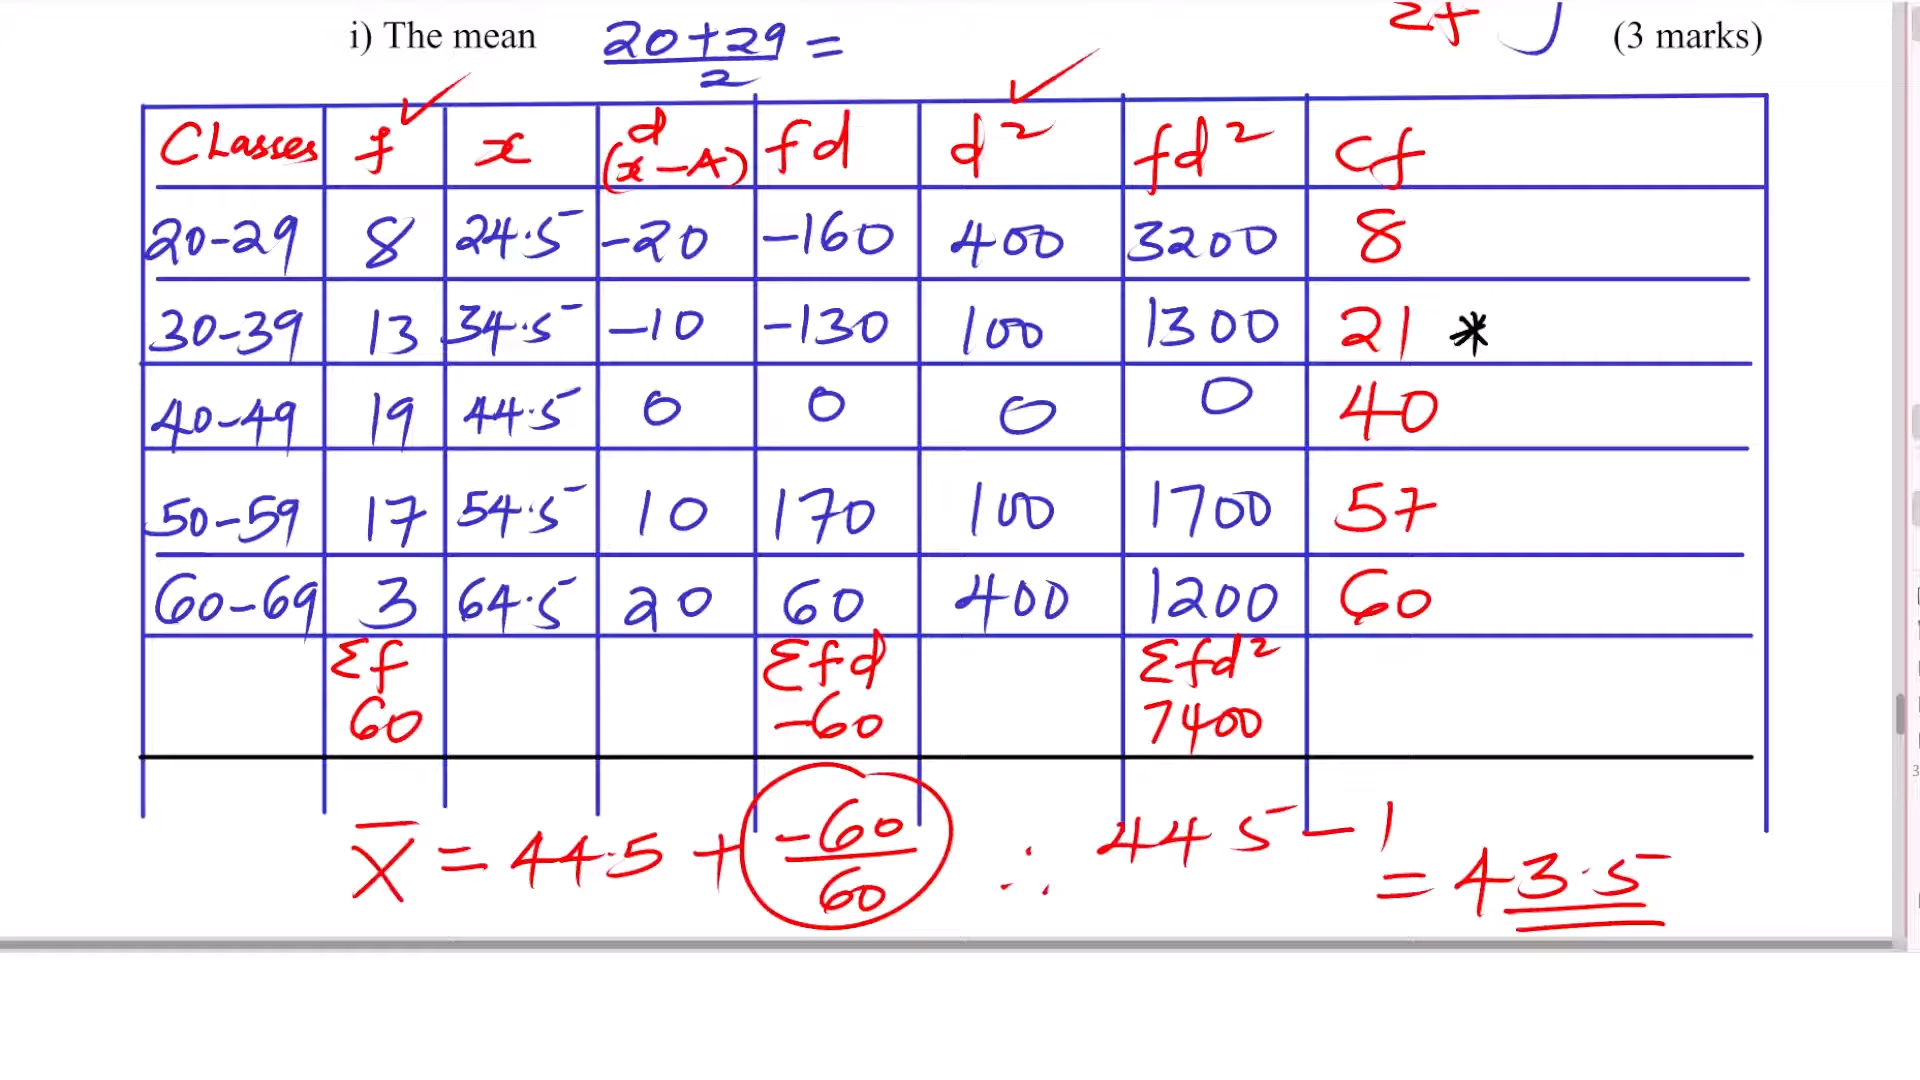 i) The mean 20+29/2 = Σf (3 marks)
Classes f x d (x-A) fd d² fd² Cf
20-29 8 24.5 -20 -160 400 3200 8
30-39 13 34.5 -10 -130 100 1300 21 *
40-49 19 44.5 0 0 0 0 40
50-59 17 54.5 10 170 100 1700 57
60-69 3 64.5 20 60 400 1200 60
Σf Σfd Σfd²
60 -60 7400
X̄ = 44.5 + -60/60 ∴ 44 5 - 1
= 43.5